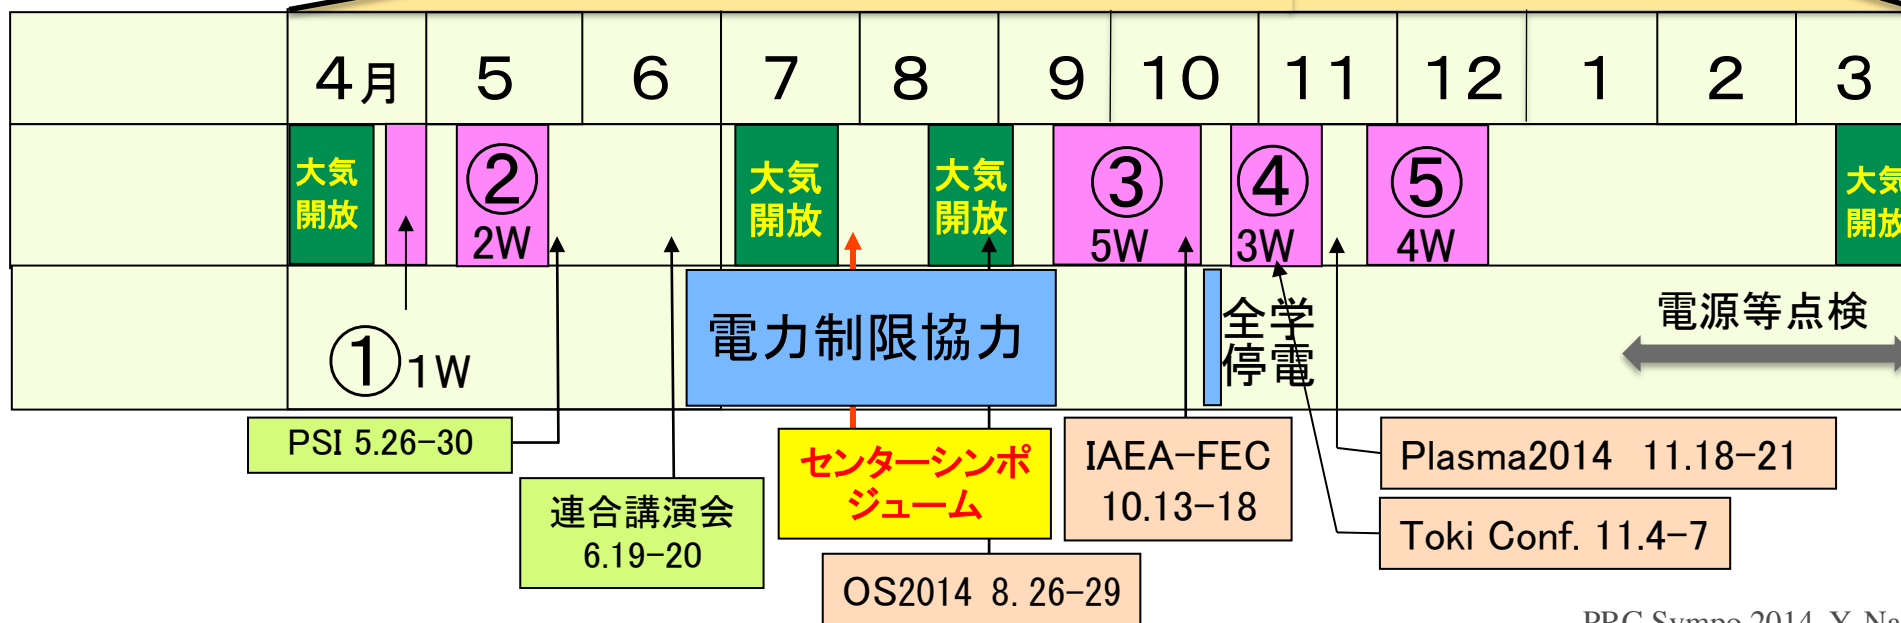 4月 5 6 7 8 9 10 11 12 1 2 3
大気
開放
②
2W
大気
開放
大気
開放
③
5W
④
3W
⑤
4W
大気
開放
①1W
電力制限協力
全学
停電
電源等点検
PSI 5.26-30
連合講演会
6.19-20
センターシンポ
ジューム
OS2014 8.26-29
IAEA-FEC
10.13-18
Plasma2014 11.18-21
Toki Conf. 11.4-7
PRC Sympo 2014 Y. Na